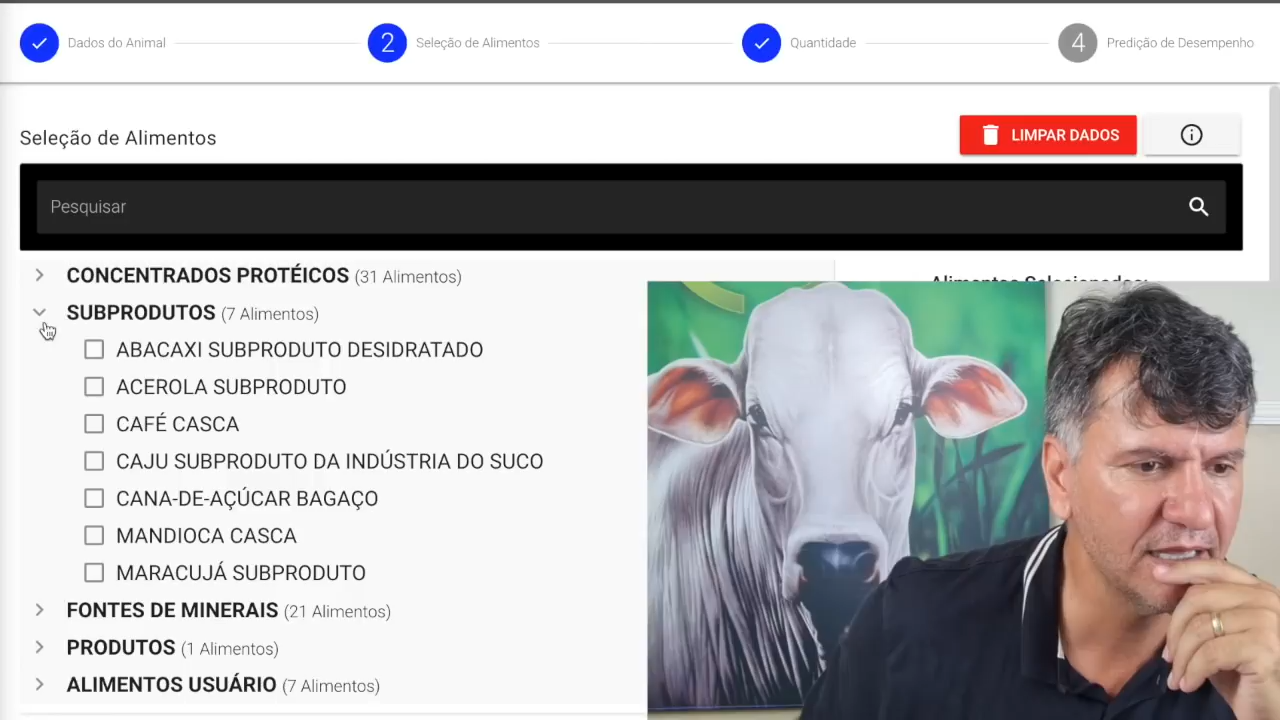 Dados do Animal
2 Seleção de Alimentos
Quantidade
4 Predição de Desempenho
Seleção de Alimentos
LIMPAR DADOS
Pesquisar
CONCENTRADOS PROTÉICOS (31 Alimentos)
Alimentos Selecionados:
SUBPRODUTOS (7 Alimentos)
ABACAXI SUBPRODUTO DESIDRATADO
ACEROLA SUBPRODUTO
CAFÉ CASCA
CAJU SUBPRODUTO DA INDÚSTRIA DO SUCO
CANA-DE-AÇÚCAR BAGAÇO
MANDIOCA CASCA
MARACUJÁ SUBPRODUTO
FONTES DE MINERAIS (21 Alimentos)
PRODUTOS (1 Alimentos)
ALIMENTOS USUÁRIO (7 Alimentos)